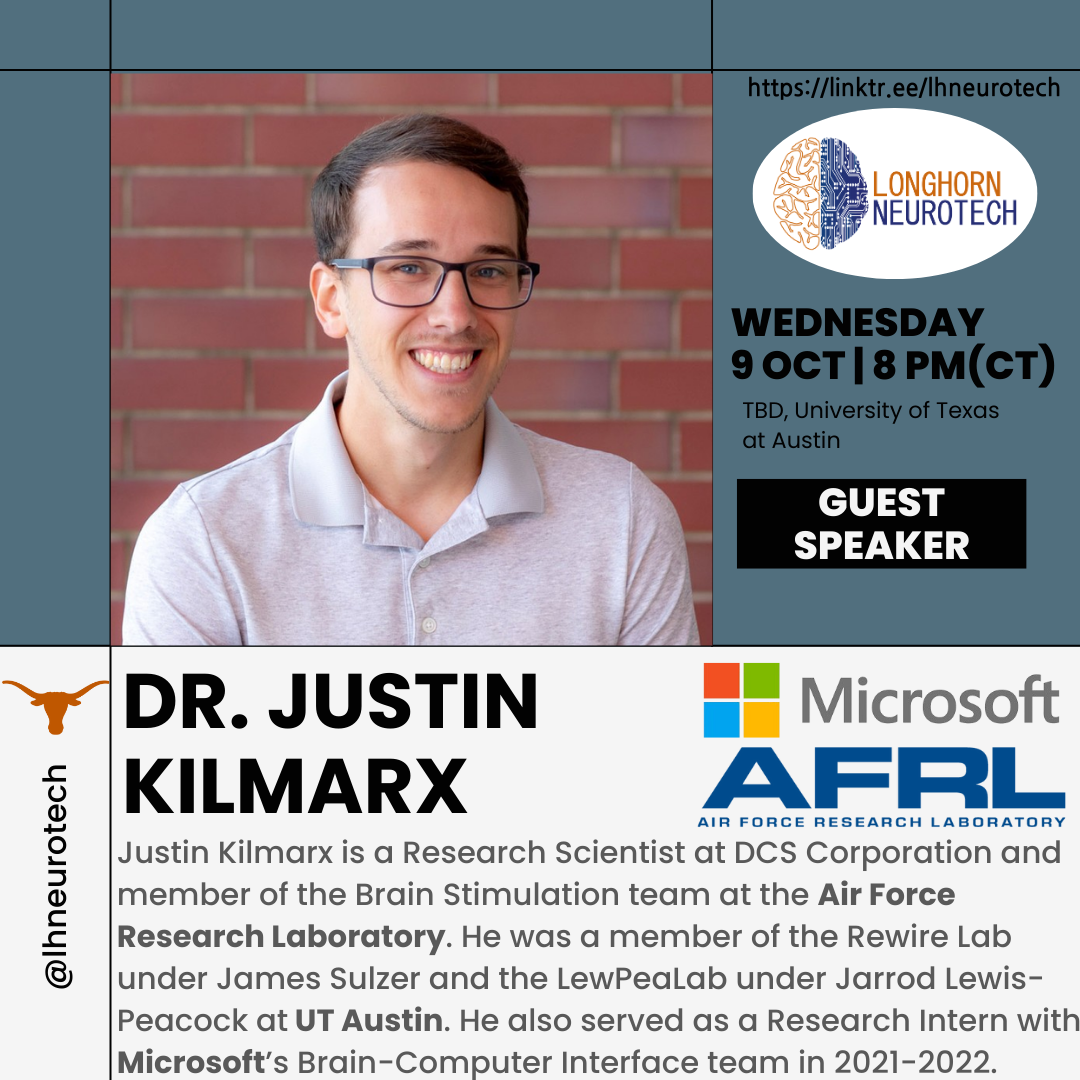 https://linktr.ee/lhneurotech
LONGHORN
NEUROTECH
WEDNESDAY
9 OCT | 8 PM(CT)
TBD, University of Texas
at Austin
GUEST
SPEAKER
@lhneurotech
DR. JUSTIN
KILMARX
Microsoft
AFRL
AIR FORCE RESEARCH LABORATORY
Justin Kilmarx is a Research Scientist at DCS Corporation and
member of the Brain Stimulation team at the Air Force
Research Laboratory. He was a member of the Rewire Lab
under James Sulzer and the LewPeaLab under Jarrod Lewis-
Peacock at UT Austin. He also served as a Research Intern with
Microsoft’s Brain-Computer Interface team in 2021-2022.